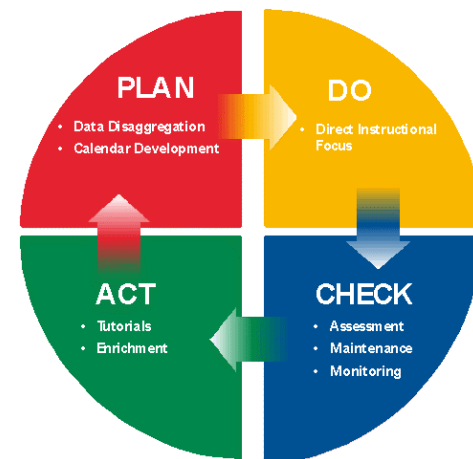 PLAN
• Data Disaggregation
• Calendar Development
DO
• Direct Instructional
Focus
ACT
• Tutorials
• Enrichment
CHECK
• Assessment
• Maintenance
• Monitoring